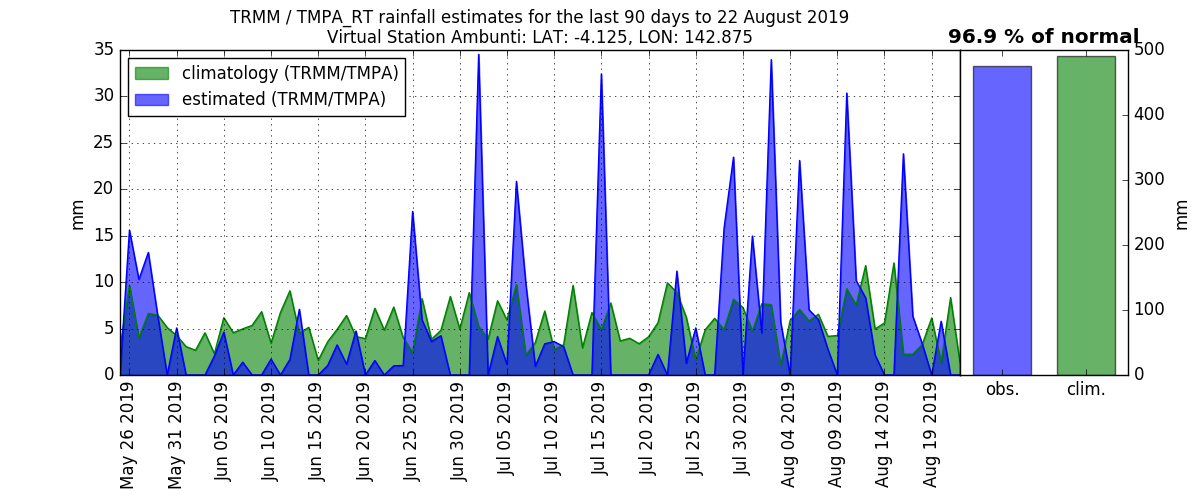 TRMM / TMPA_RT rainfall estimates for the last 90 days to 22 August 2019
Virtual Station Ambunti: LAT: -4.125, LON: 142.875
96.9 % of normal
climatology (TRMM/TMPA)
estimated (TRMM/TMPA)
mm
35
30
25
20
15
10
5
0
May 26 2019
May 31 2019
Jun 05 2019
Jun 10 2019
Jun 15 2019
Jun 20 2019
Jun 25 2019
Jun 30 2019
Jul 05 2019
Jul 10 2019
Jul 15 2019
Jul 20 2019
Jul 25 2019
Jul 30 2019
Aug 04 2019
Aug 09 2019
Aug 14 2019
Aug 19 2019
500
400
300
200
100
0
mm
obs.
clim.